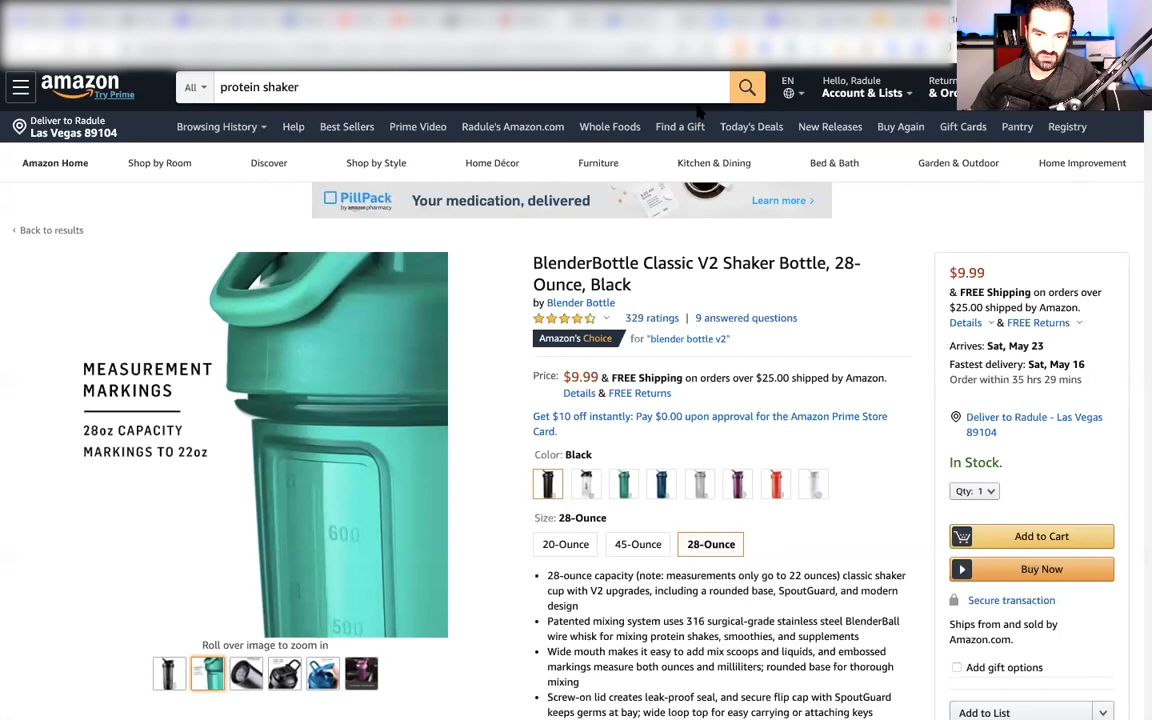 amazon
Try Prime
All
protein shaker
EN
Hello, Radule
Account & Lists
Return
& Or
Deliver to Radule
Las Vegas 89104
Browsing History
Help
Best Sellers
Prime Video
Radule's Amazon.com
Whole Foods
Find a Gift
Today's Deals
New Releases
Buy Again
Gift Cards
Pantry
Registry
Amazon Home
Shop by Room
Discover
Shop by Style
Home Décor
Furniture
Kitchen & Dining
Bed & Bath
Garden & Outdoor
Home Improvement
PillPack
by amazon pharmacy
Your medication, delivered
Learn more ›
‹ Back to results
MEASUREMENT
MARKINGS
28oz CAPACITY
MARKINGS TO 22oz
600
500
Roll over image to zoom in
BlenderBottle Classic V2 Shaker Bottle, 28-
Ounce, Black
by Blender Bottle
329 ratings | 9 answered questions
Amazon's Choice for "blender bottle v2"
Price: $9.99 & FREE Shipping on orders over $25.00 shipped by Amazon.
Details & FREE Returns
Get $10 off instantly: Pay $0.00 upon approval for the Amazon Prime Store
Card.
Color: Black
Size: 28-Ounce
20-Ounce
45-Ounce
28-Ounce
• 28-ounce capacity (note: measurements only go to 22 ounces) classic shaker
cup with V2 upgrades, including a rounded base, SpoutGuard, and modern
design
• Patented mixing system uses 316 surgical-grade stainless steel BlenderBall
wire whisk for mixing protein shakes, smoothies, and supplements
• Wide mouth makes it easy to add mix scoops and liquids, and embossed
markings measure both ounces and milliliters; rounded base for thorough
mixing
• Screw-on lid creates leak-proof seal, and secure flip cap with SpoutGuard
keeps germs at bay; wide loop top for easy carrying or attaching keys
$9.99
& FREE Shipping on orders over
$25.00 shipped by Amazon.
Details & FREE Returns
Arrives: Sat, May 23
Fastest delivery: Sat, May 16
Order within 35 hrs 29 mins
Deliver to Radule - Las Vegas
89104
In Stock.
Qty: 1
Add to Cart
Buy Now
Secure transaction
Ships from and sold by
Amazon.com.
Add gift options
Add to List